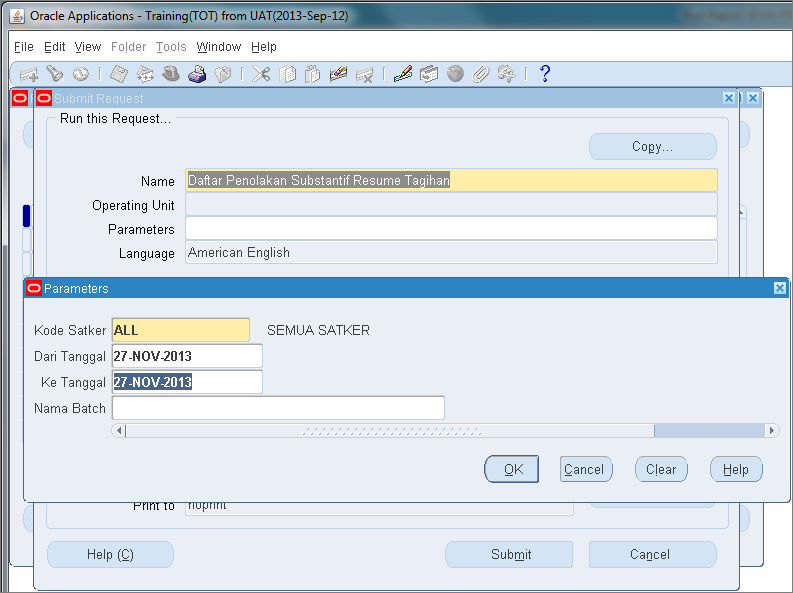 Oracle Applications - Training(TOT) from UAT(2013-Sep-12)
File Edit View Folder Tools Window Help
Submit Request
Run this Request...
Copy...
Name Daftar Penolakan Substantif Resume Tagihan
Operating Unit
Parameters
Language American English
Parameters
Kode Satker ALL SEMUA SATKER
Dari Tanggal 27-NOV-2013
Ke Tanggal 27-NOV-2013
Nama Batch
OK Cancel Clear Help
Print to noprint
Help (C) Submit Cancel